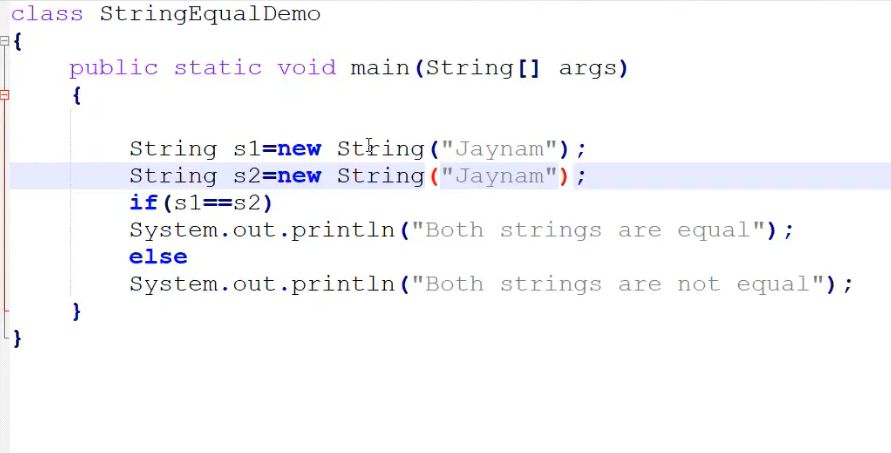 class StringEqualDemo
{
public static void main(String[] args)
{
String s1=new String("Jaynam");
String s2=new String("Jaynam");
if(s1==s2)
System.out.println("Both strings are equal");
else
System.out.println("Both strings are not equal");
}
}